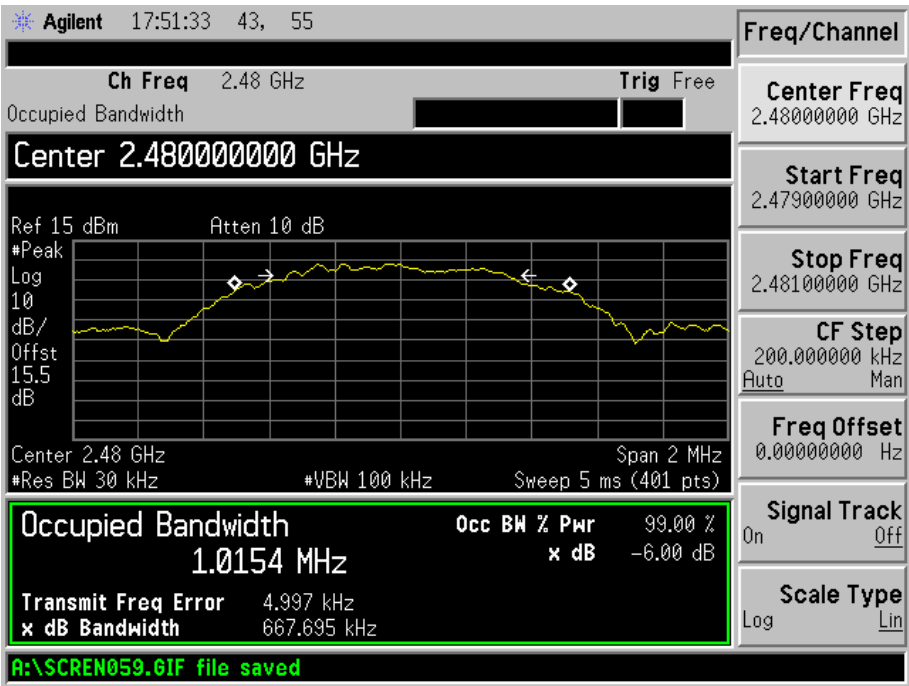 Agilent 17:51:33 43, 55
Ch Freq 2.48 GHz Trig Free
Occupied Bandwidth
Center 2.480000000 GHz
Ref 15 dBm Atten 10 dB
#Peak
Log
10
dB/
Offst
15.5
dB
Center 2.48 GHz Span 2 MHz
#Res BW 30 kHz #VBW 100 kHz Sweep 5 ms (401 pts)
Occupied Bandwidth Occ BW % Pwr 99.00 %
1.0154 MHz x dB -6.00 dB
Transmit Freq Error 4.997 kHz
x dB Bandwidth 667.695 kHz
A:\SCREN059.GIF file saved
Freq/Channel
Center Freq
2.48000000 GHz
Start Freq
2.47900000 GHz
Stop Freq
2.48100000 GHz
CF Step
200.000000 kHz
Auto Man
Freq Offset
0.00000000 Hz
Signal Track
On Off
Scale Type
Log Lin